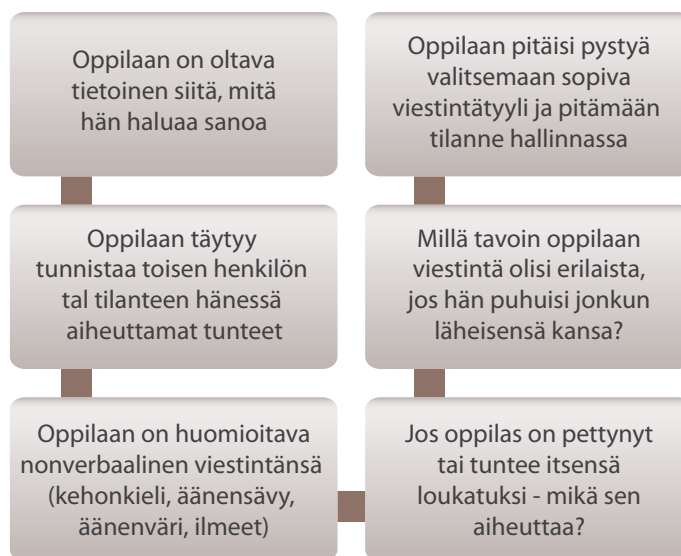 Oppilaan on oltava
tietoinen siitä, mitä
hän haluaa sanoa
Oppilaan täytyy
tunnistaa toisen henkilön
tal tilanteen hänessä
aiheuttamat tunteet
Oppilaan on huomioitava
nonverbaalinen viestintänsä
(kehonkieli, äänensävy,
äänenväri, ilmeet)
Jos oppilas on pettynyt
tai tuntee itsensä
loukatuksi - mikä sen
aiheuttaa?
Millä tavoin oppilaan
viestintä olisi erilaista,
jos hän puhuisi jonkun
läheisensä kansa?
Oppilaan pitäisi pystyä
valitsemaan sopiva
viestintätyyli ja pitämään
tilanne hallinnassa